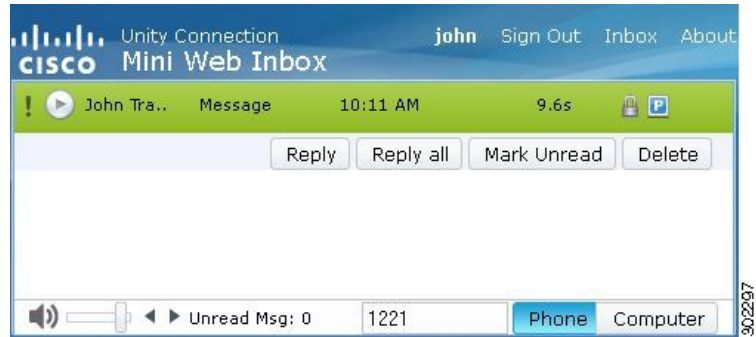 Unity Connection
john Sign Out Inbox About
CISCO Mini Web Inbox
! John Tra.. Message 10:11 AM 9.6s P
Reply Reply all Mark Unread Delete
Unread Msg: 0 1221 Phone Computer
302297